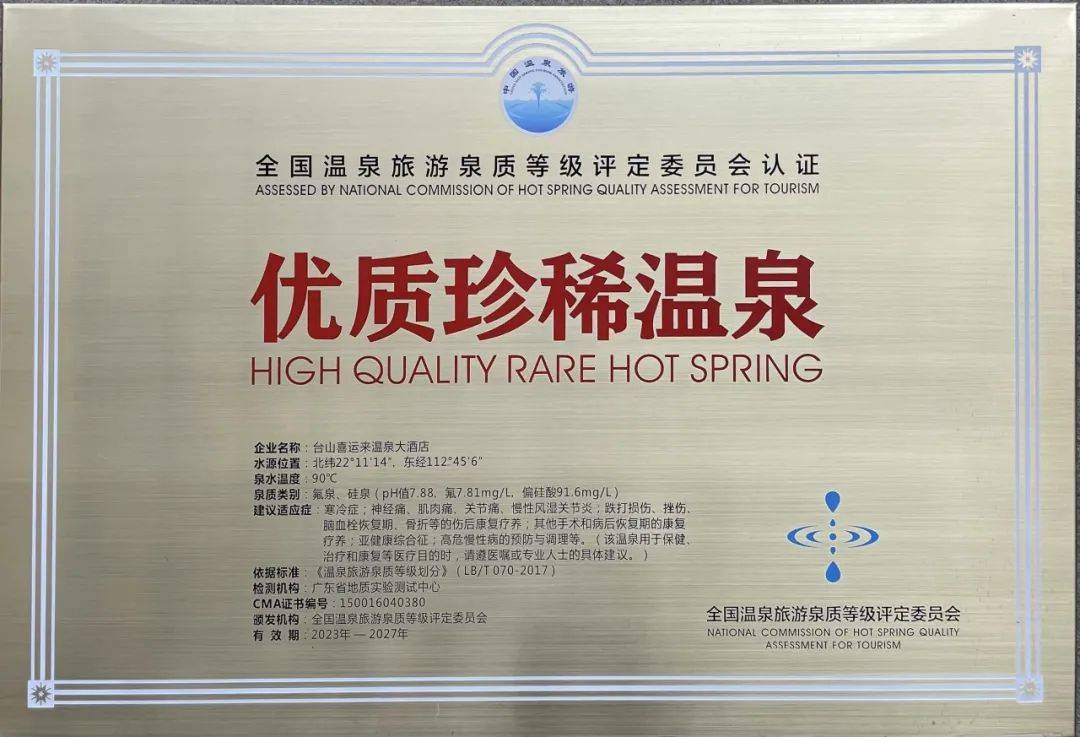 中国温泉旅游
全国温泉旅游泉质等级评定委员会认证
ASSESSED BY NATIONAL COMMISSION OF HOT SPRING QUALITY ASSESSMENT FOR TOURISM
优质珍稀温泉
HIGH QUALITY RARE HOT SPRING
企业名称：台山喜运来温泉大酒店
水源位置：北纬22°11'14"，东经112°45'6"
泉水温度：90℃
泉质类别：氟泉、硅泉（pH值7.88、氟7.81mg/L、偏硅酸91.6mg/L）
建议适应症：寒冷症；神经痛、肌肉痛、关节痛、慢性风湿关节炎；跌打损伤、挫伤、
脑血栓恢复期、骨折等的伤后康复疗养；其他手术和病后恢复期的康复
疗养；亚健康综合征；高危慢性病的预防与调理等。（该温泉用于保健、
治疗和康复等医疗目的时，请遵医嘱或专业人士的具体建议。）
依据标准：《温泉旅游泉质等级划分》（LB/T 070-2017）
检测机构：广东省地质实验测试中心
CMA证书编号：150016040380
颁发机构：全国温泉旅游泉质等级评定委员会
有 效 期：2023年 — 2027年
全国温泉旅游泉质等级评定委员会
NATIONAL COMMISSION OF HOT SPRING QUALITY
ASSESSMENT FOR TOURISM